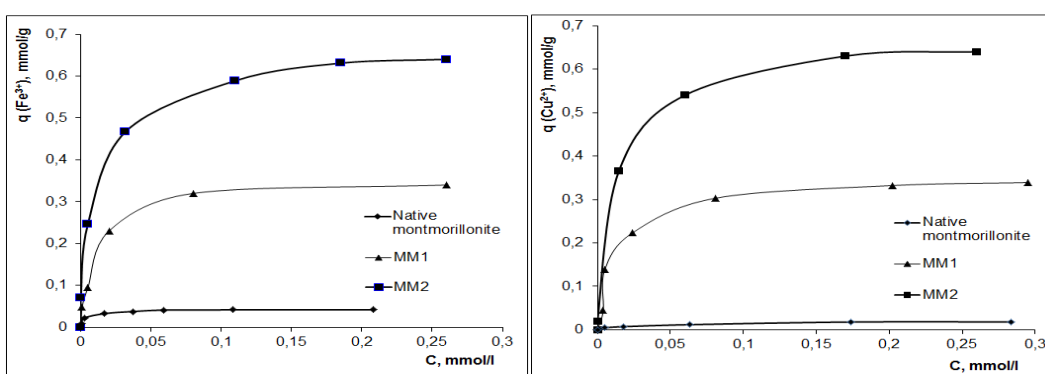 q (Fe³⁺), mmol/g
0,7
0,6
0,5
0,4
0,3
0,2
0,1
0
0
0,05
0,1
0,15
0,2
0,25
0,3
C, mmol/l
Native
montmorillonite
MM1
MM2
q (Cu²⁺), mmol/g
0,7
0,6
0,5
0,4
0,3
0,2
0,1
0
0
0,05
0,1
0,15
0,2
0,25
0,3
C, mmol/l
Native
montmorillonite
MM1
MM2